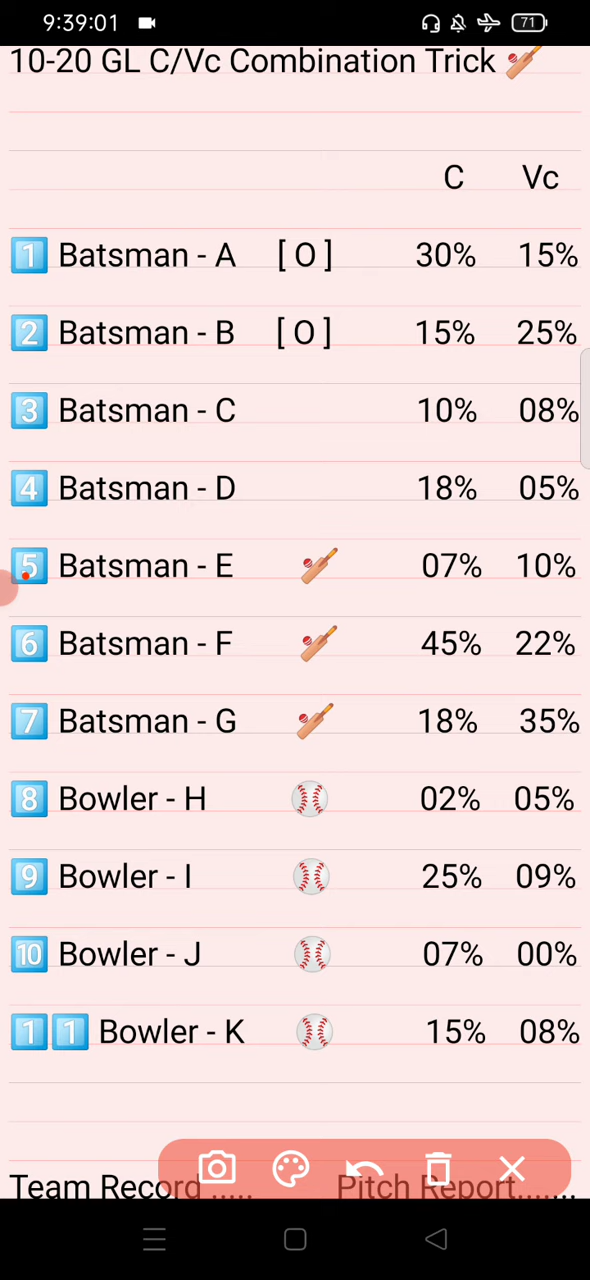 9:39:01 71
10-20 GL C/Vc Combination Trick 🏏
C Vc
1️⃣ Batsman - A [ O ] 30% 15%
2️⃣ Batsman - B [ O ] 15% 25%
3️⃣ Batsman - C 10% 08%
4️⃣ Batsman - D 18% 05%
5️⃣ Batsman - E 🏏 07% 10%
6️⃣ Batsman - F 🏏 45% 22%
7️⃣ Batsman - G 🏏 18% 35%
8️⃣ Bowler - H ⚾ 02% 05%
9️⃣ Bowler - I ⚾ 25% 09%
🔟 Bowler - J ⚾ 07% 00%
1️⃣1️⃣ Bowler - K ⚾ 15% 08%
Team Record ..... Pitch Report.......